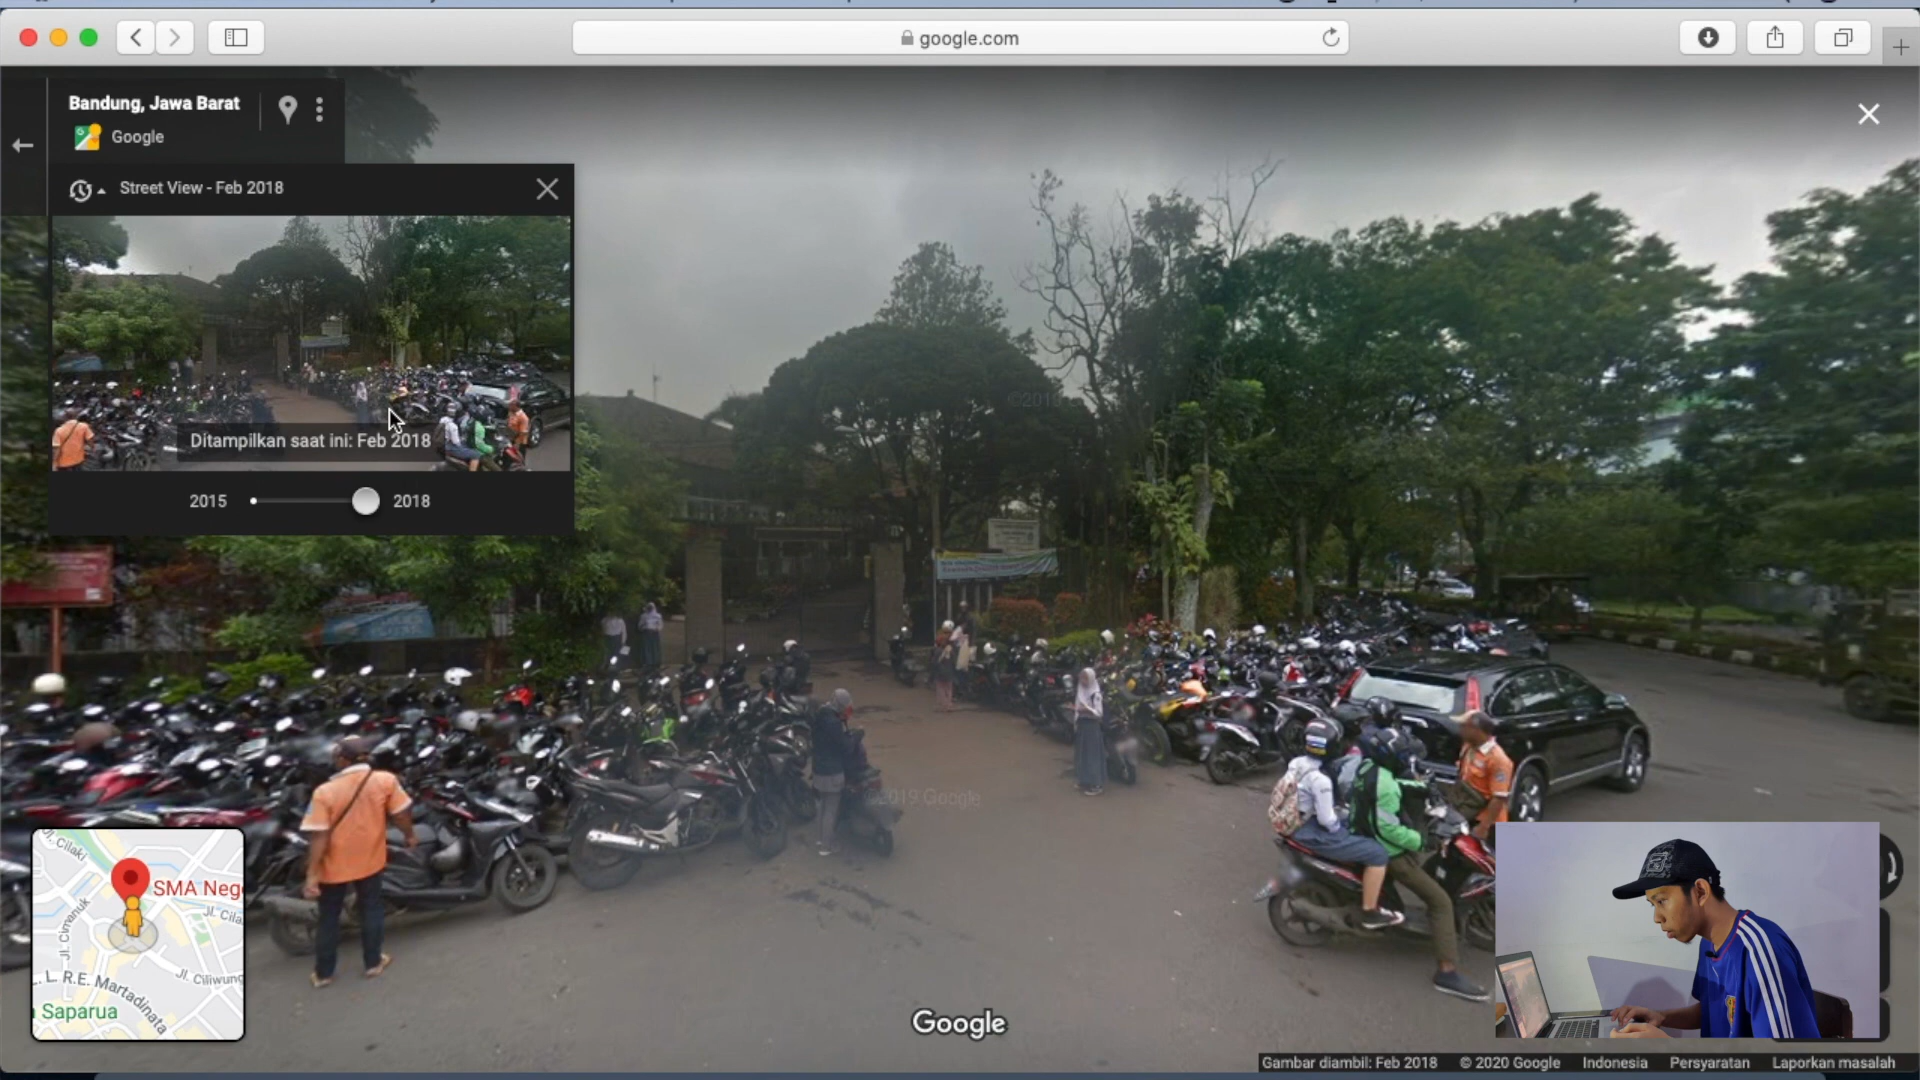 google.com
Bandung, Jawa Barat
Google
Street View - Feb 2018
Ditampilkan saat ini: Feb 2018
2015
2018
©2019 Google
Jl. Cilaki
SMA Neg
Jl. Cila
Jl. Cimanuk
L.L.R.E. Martadinata
Jl. Ciliwung
Saparua
Google
Gambar diambil: Feb 2018 © 2020 Google Indonesia Persyaratan Laporkan masalah